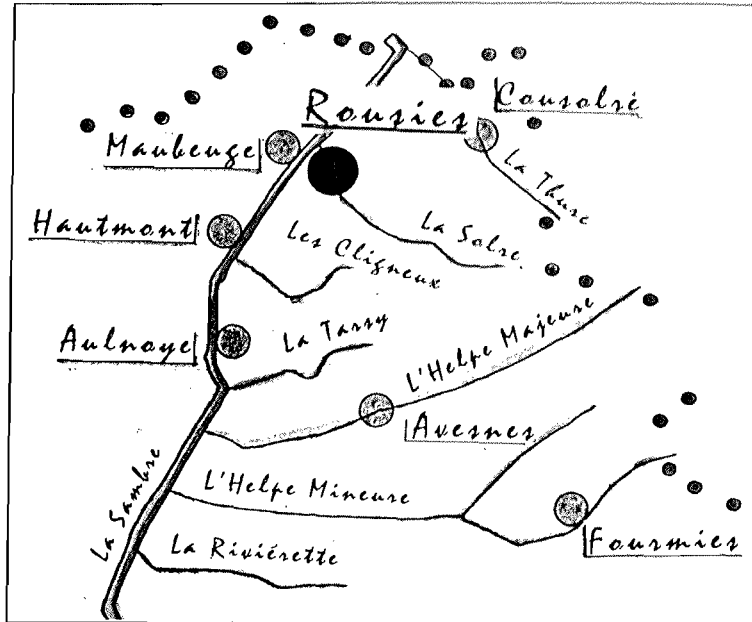 Cousolre
Rousies
Maubeuge
La Thure
Hautmont
La Solre
Les Cligneux
Aulnoye
La Tarsy
L'Helpe Majeure
Avesnes
L'Helpe Mineure
La Sambre
La Riviérette
Fourmies